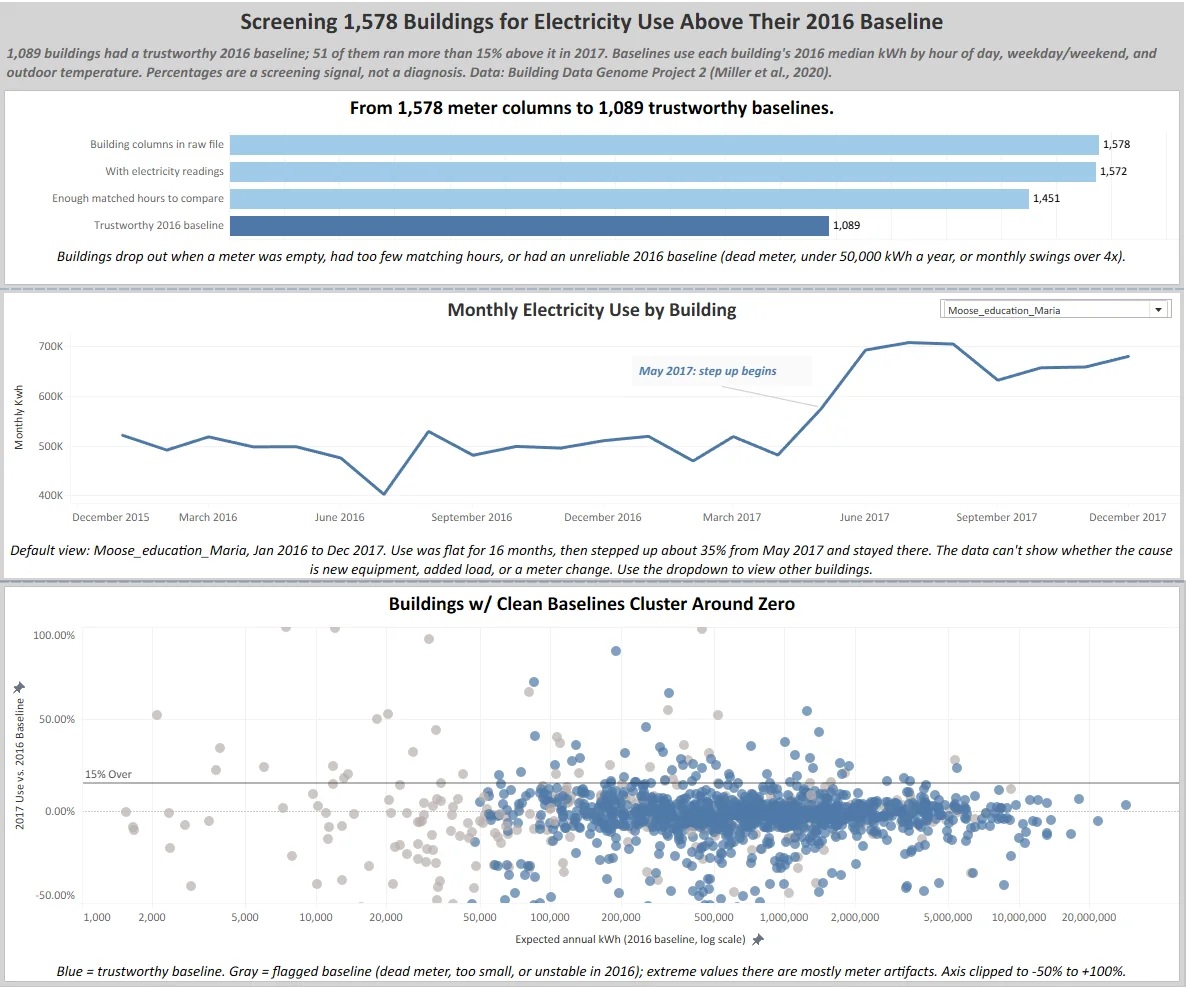 Screening 1,578 Buildings for Electricity Use Above Their 2016 Baseline
1,089 buildings had a trustworthy 2016 baseline; 51 of them ran more than 15% above it in 2017. Baselines use each building's 2016 median kWh by hour of day, weekday/weekend, and
outdoor temperature. Percentages are a screening signal, not a diagnosis. Data: Building Data Genome Project 2 (Miller et al., 2020).
From 1,578 meter columns to 1,089 trustworthy baselines.
Building columns in raw file 1,578
With electricity readings 1,572
Enough matched hours to compare 1,451
Trustworthy 2016 baseline 1,089
Buildings drop out when a meter was empty, had too few matching hours, or had an unreliable 2016 baseline (dead meter, under 50,000 kWh a year, or monthly swings over 4x).
Monthly Electricity Use by Building
Moose_education_Maria
Monthly Kwh
700K
600K
500K
400K
May 2017: step up begins
December 2015 March 2016 June 2016 September 2016 December 2016 March 2017 June 2017 September 2017 December 2017
Default view: Moose_education_Maria, Jan 2016 to Dec 2017. Use was flat for 16 months, then stepped up about 35% from May 2017 and stayed there. The data can't show whether the cause
is new equipment, added load, or a meter change. Use the dropdown to view other buildings.
Buildings w/ Clean Baselines Cluster Around Zero
2017 Use vs. 2016 Baseline
100.00%
50.00%
15% Over
0.00%
-50.00%
1,000 2,000 5,000 10,000 20,000 50,000 100,000 200,000 500,000 1,000,000 2,000,000 5,000,000 10,000,000 20,000,000
Expected annual kWh (2016 baseline, log scale)
Blue = trustworthy baseline. Gray = flagged baseline (dead meter, too small, or unstable in 2016); extreme values there are mostly meter artifacts. Axis clipped to -50% to +100%.